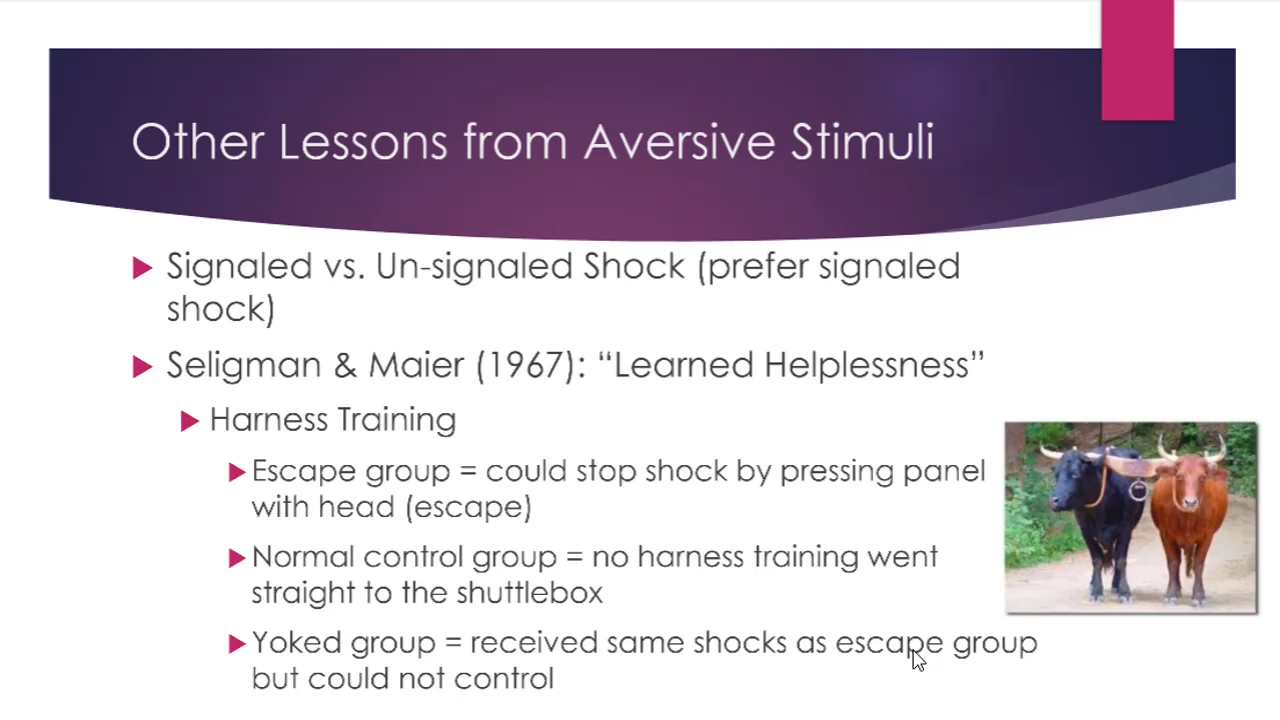 Other Lessons from Aversive Stimuli
Signaled vs. Un-signaled Shock (prefer signaled
shock)
Seligman & Maier (1967): “Learned Helplessness”
Harness Training
Escape group = could stop shock by pressing panel
with head (escape)
Normal control group = no harness training went
straight to the shuttlebox
Yoked group = received same shocks as escape group
but could not control